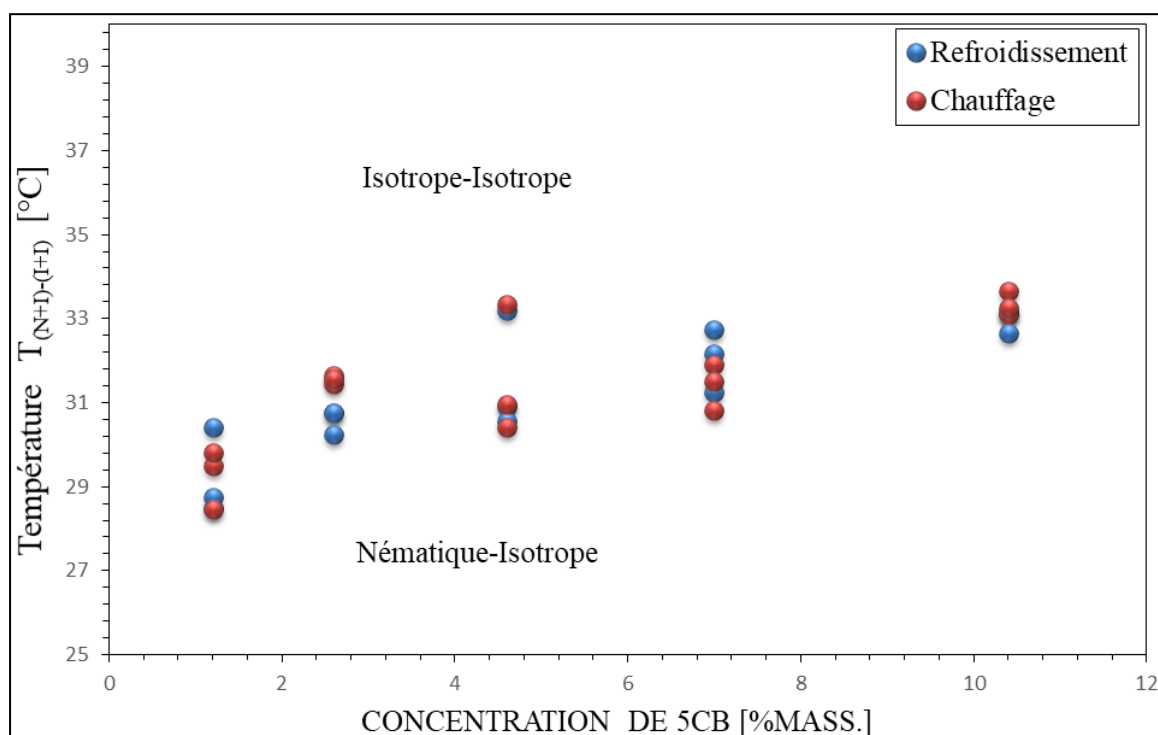 Refroidissement
Chauffage
Isotrope-Isotrope
Nématique-Isotrope
Température T(N+I)-(I+I) [°C]
39
37
35
33
31
29
27
25
0 2 4 6 8 10 12
CONCENTRATION DE 5CB [%MASS.]